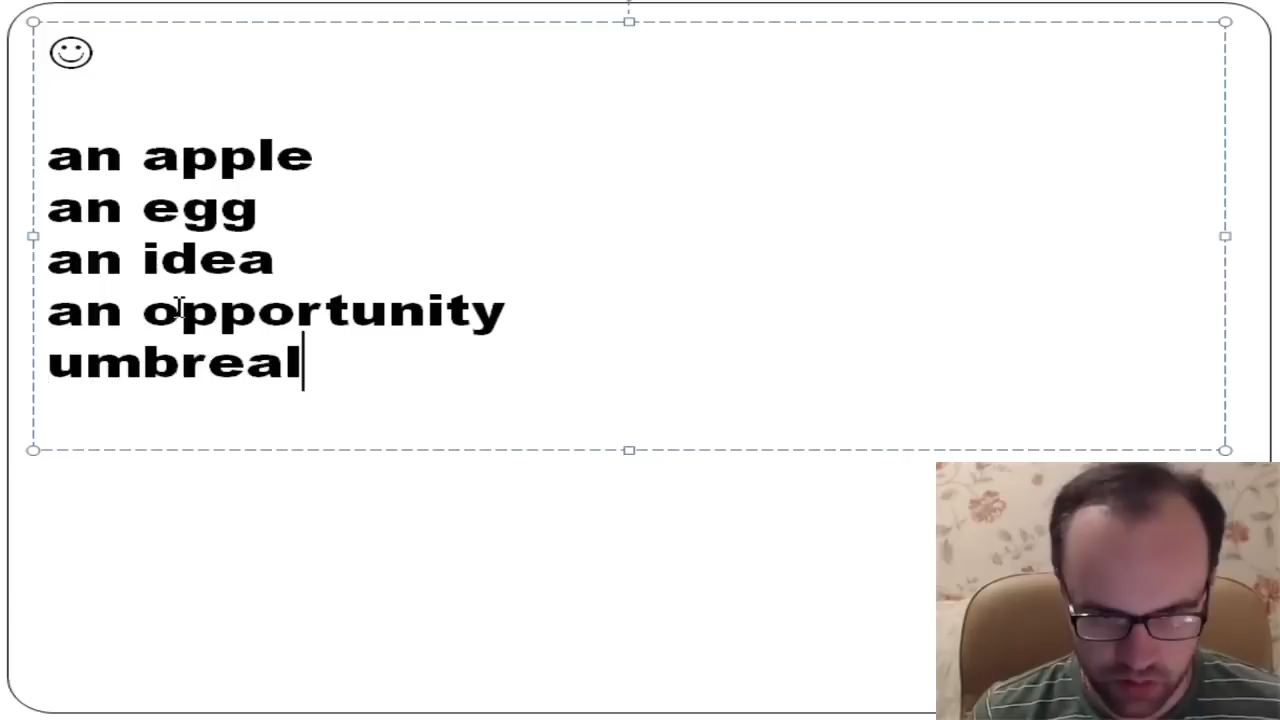 an apple
an egg
an idea
an opportunity
umbreal